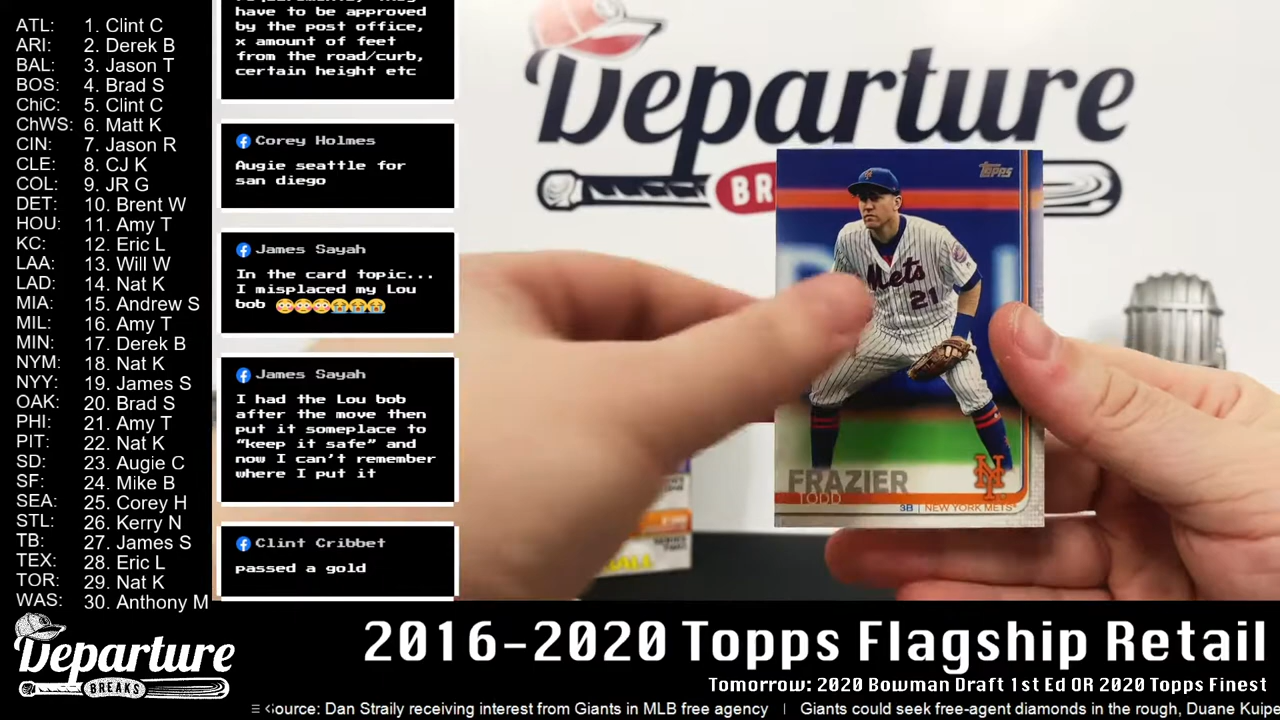 ATL: 1. Clint C
ARI: 2. Derek B
BAL: 3. Jason T
BOS: 4. Brad S
ChiC: 5. Clint C
ChWS: 6. Matt K
CIN: 7. Jason R
CLE: 8. CJ K
COL: 9. JR G
DET: 10. Brent W
HOU: 11. Amy T
KC: 12. Eric L
LAA: 13. Will W
LAD: 14. Nat K
MIA: 15. Andrew S
MIL: 16. Amy T
MIN: 17. Derek B
NYM: 18. Nat K
NYY: 19. James S
OAK: 20. Brad S
PHI: 21. Amy T
PIT: 22. Nat K
SD: 23. Augie C
SF: 24. Mike B
SEA: 25. Corey H
STL: 26. Kerry N
TB: 27. James S
TEX: 28. Eric L
TOR: 29. Nat K
WAS: 30. Anthony M
have to be approved
by the post office,
x amount of feet
from the road/curb,
certain height etc
Corey Holmes
Augie seattle for
san diego
James Sayah
In the card topic...
I misplaced my Lou
bob 😳😳😳😭😭😭
James Sayah
I had the Lou bob
after the move then
put it someplace to
“keep it safe” and
now I can’t remember
where I put it
Clint Cribbet
passed a gold
Departure
BR
TOPPS
Mets
21
FRAZIER
TODD
NY
3B | NEW YORK METS
Departure
BREAKS
2016-2020 Topps Flagship Retail
Tomorrow: 2020 Bowman Draft 1st Ed OR 2020 Topps Finest
ource: Dan Straily receiving interest from Giants in MLB free agency | Giants could seek free-agent diamonds in the rough, Duane Kuipe